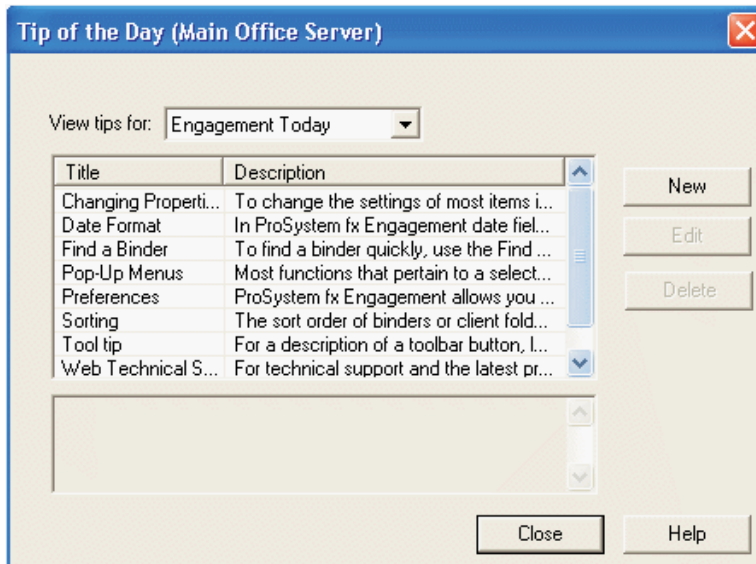 Tip of the Day (Main Office Server)
View tips for: Engagement Today
Title Description
Changing Properti... To change the settings of most items i...
Date Format In ProSystem fx Engagement date fiel...
Find a Binder To find a binder quickly, use the Find ...
Pop-Up Menus Most functions that pertain to a select...
Preferences ProSystem fx Engagement allows you ...
Sorting The sort order of binders or client fold...
Tool tip For a description of a toolbar button, l...
Web Technical S... For technical support and the latest pr...
New
Edit
Delete
Close Help